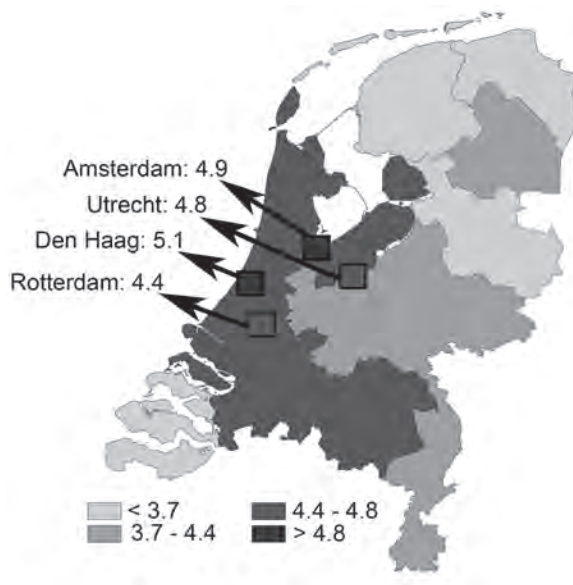 Amsterdam: 4.9
Utrecht: 4.8
Den Haag: 5.1
Rotterdam: 4.4
< 3.7
4.4 - 4.8
3.7 - 4.4
> 4.8